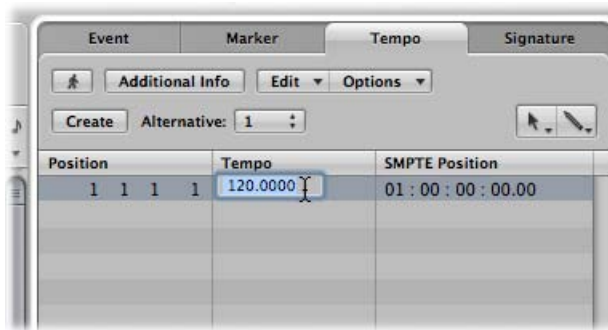 Event Marker Tempo Signature
Additional Info Edit Options
Create Alternative: 1
Position Tempo SMPTE Position
1 1 1 1 120.0000 01 : 00 : 00 : 00.00